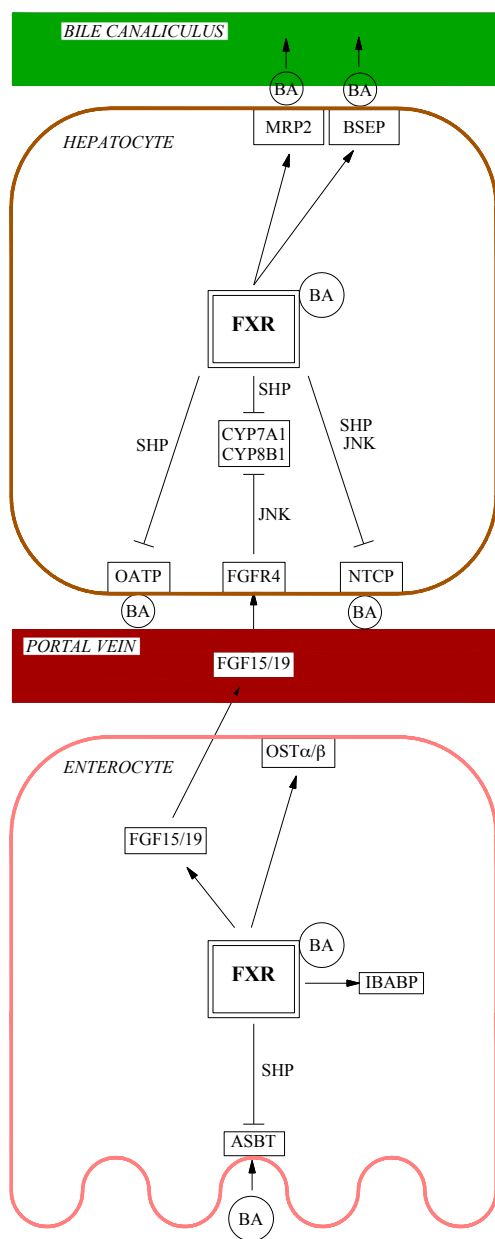 BILE CANALICULUS
BA
BA
MRP2
BSEP
HEPATOCYTE
BA
FXR
SHP
CYP7A1
CYP8B1
SHP
SHP
JNK
JNK
OATP
FGFR4
NTCP
BA
BA
PORTAL VEIN
FGF15/19
OSTα/β
ENTEROCYTE
FGF15/19
BA
FXR
IBABP
SHP
ASBT
BA